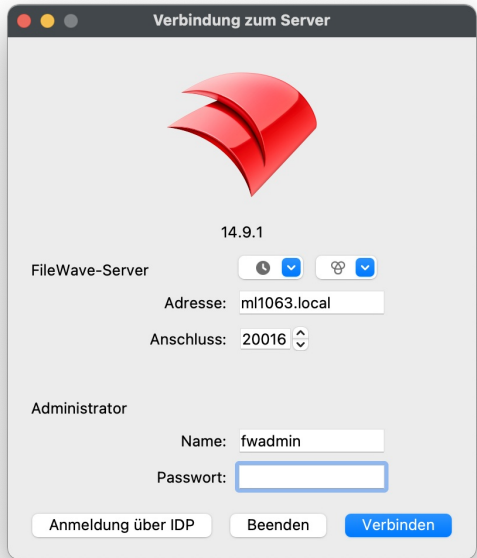 Verbindung zum Server
14.9.1
FileWave-Server
Adresse: ml1063.local
Anschluss: 20016
Administrator
Name: fwadmin
Passwort:
Anmeldung über IDP Beenden Verbinden